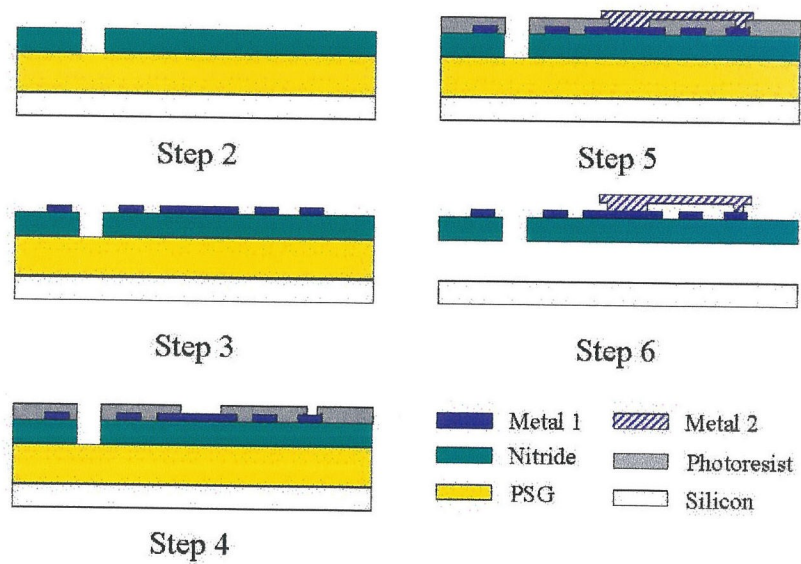 Step 2
Step 5
Step 3
Step 6
Metal 1
Metal 2
Nitride
Photoresist
PSG
Silicon
Step 4